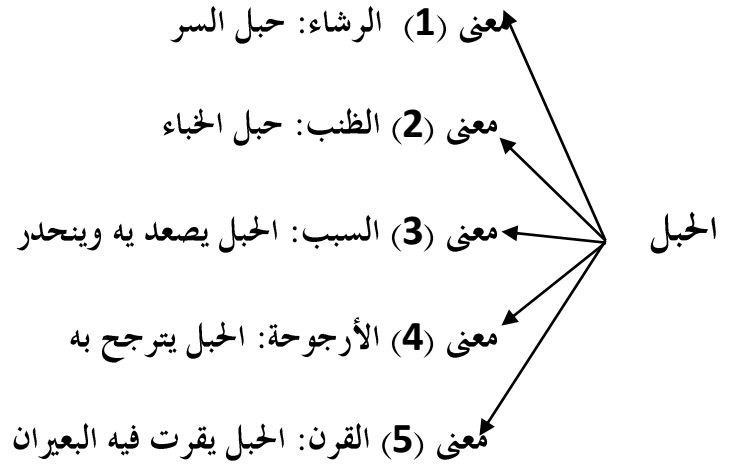 معنى (1) الرشاء: حبل السر
معنى (2) الظنب: حبل الخباء
الحبل
معنى (3) السبب: الحبل يصعد يه وينحدر
معنى (4) الأرجوحة: الحبل يترجح به
معنى (5) القرن: الحبل يقرت فيه البعيران